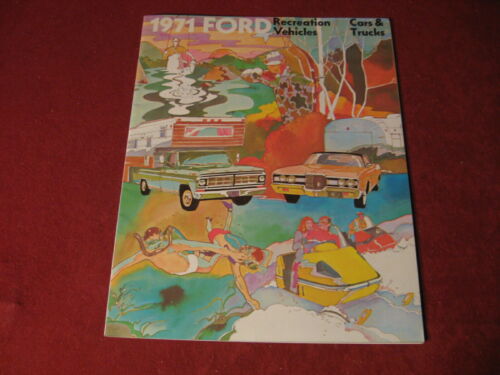 1971 FORD
Recreation
Vehicles
Cars &
Trucks